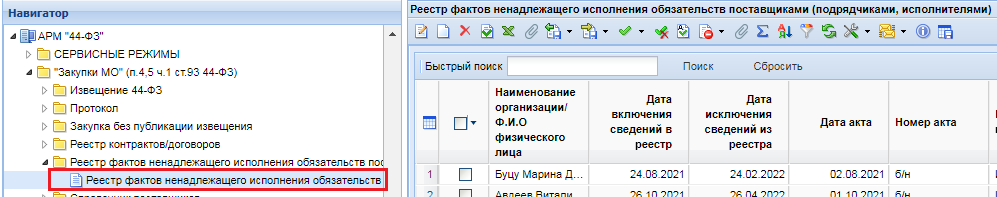 Навигатор
АРМ "44-ФЗ"
СЕРВИСНЫЕ РЕЖИМЫ
"Закупки МО" (п.4,5 ч.1 ст.93 44-ФЗ)
Извещение 44-ФЗ
Протокол
Закупка без публикации извещения
Реестр контрактов/договоров
Реестр фактов ненадлежащего исполнения обязательств пос
Реестр фактов ненадлежащего исполнения обязательств
Реестр фактов ненадлежащего исполнения обязательств поставщиками (подрядчиками, исполнителями)
Быстрый поиск Поиск Сбросить
Наименование организации/ Ф.И.О физического лица
Дата включения сведений в реестр
Дата исключения сведений из реестра
Дата акта
Номер акта
1 Буцу Марина Д... 24.08.2021 24.02.2022 02.08.2021 б/н
2 Авдеев Витали 26.10.2021 26.04.2022 01.10.2021 б/н